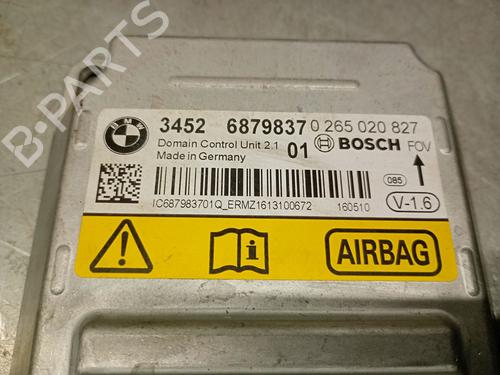 B-PARTS
BMW
3452 6879837 0 265 020 827
Domain Control Unit 2.1 01 BOSCH FOV
Made in Germany
085
V-1.6
IC687983701Q_ERMZ1613100672 160510
AIRBAG